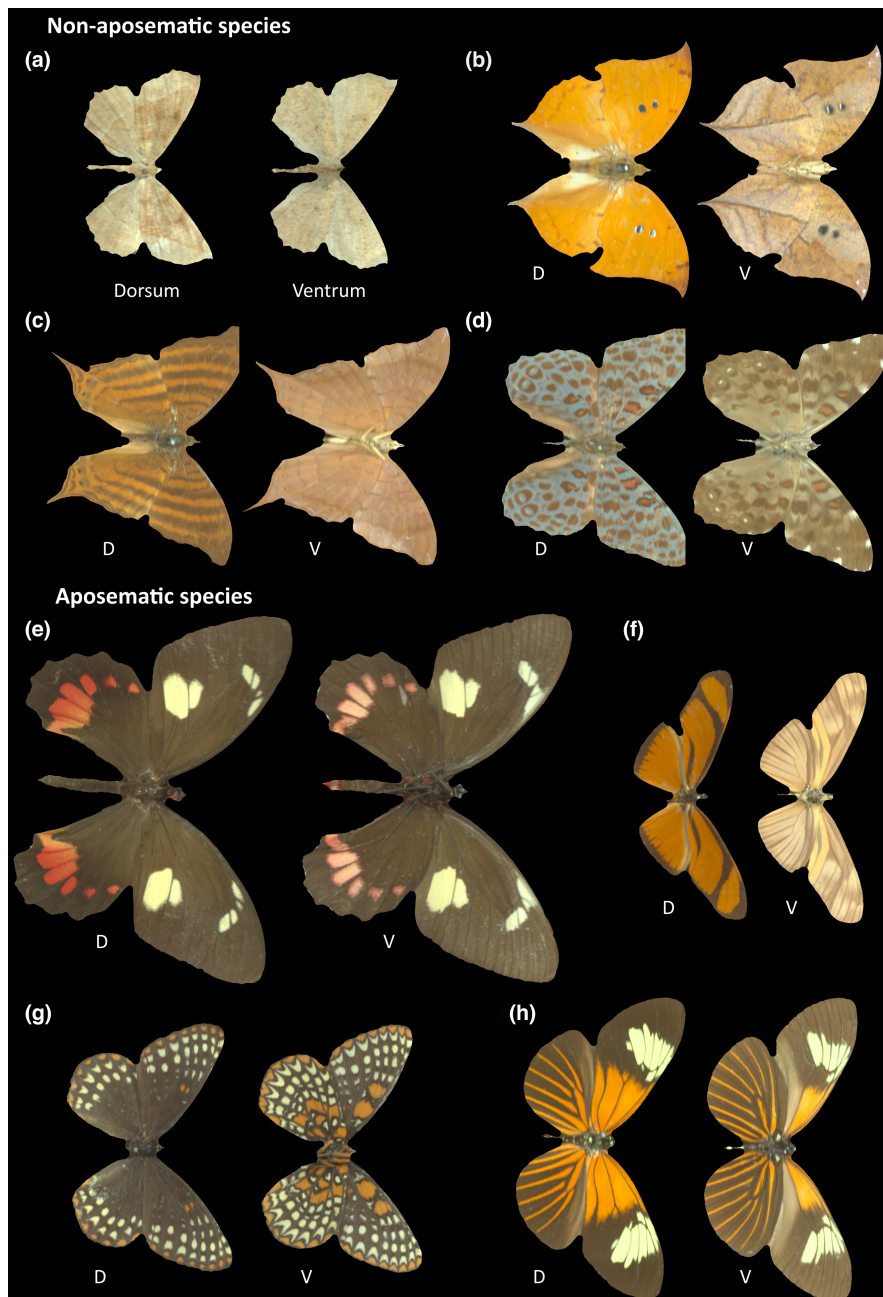 Non-aposematic species
(a)
(b)
Dorsum
Ventrum
D
V
(c)
(d)
D
V
D
V
Aposematic species
(e)
(f)
D
V
D
V
(g)
(h)
D
V
D
V